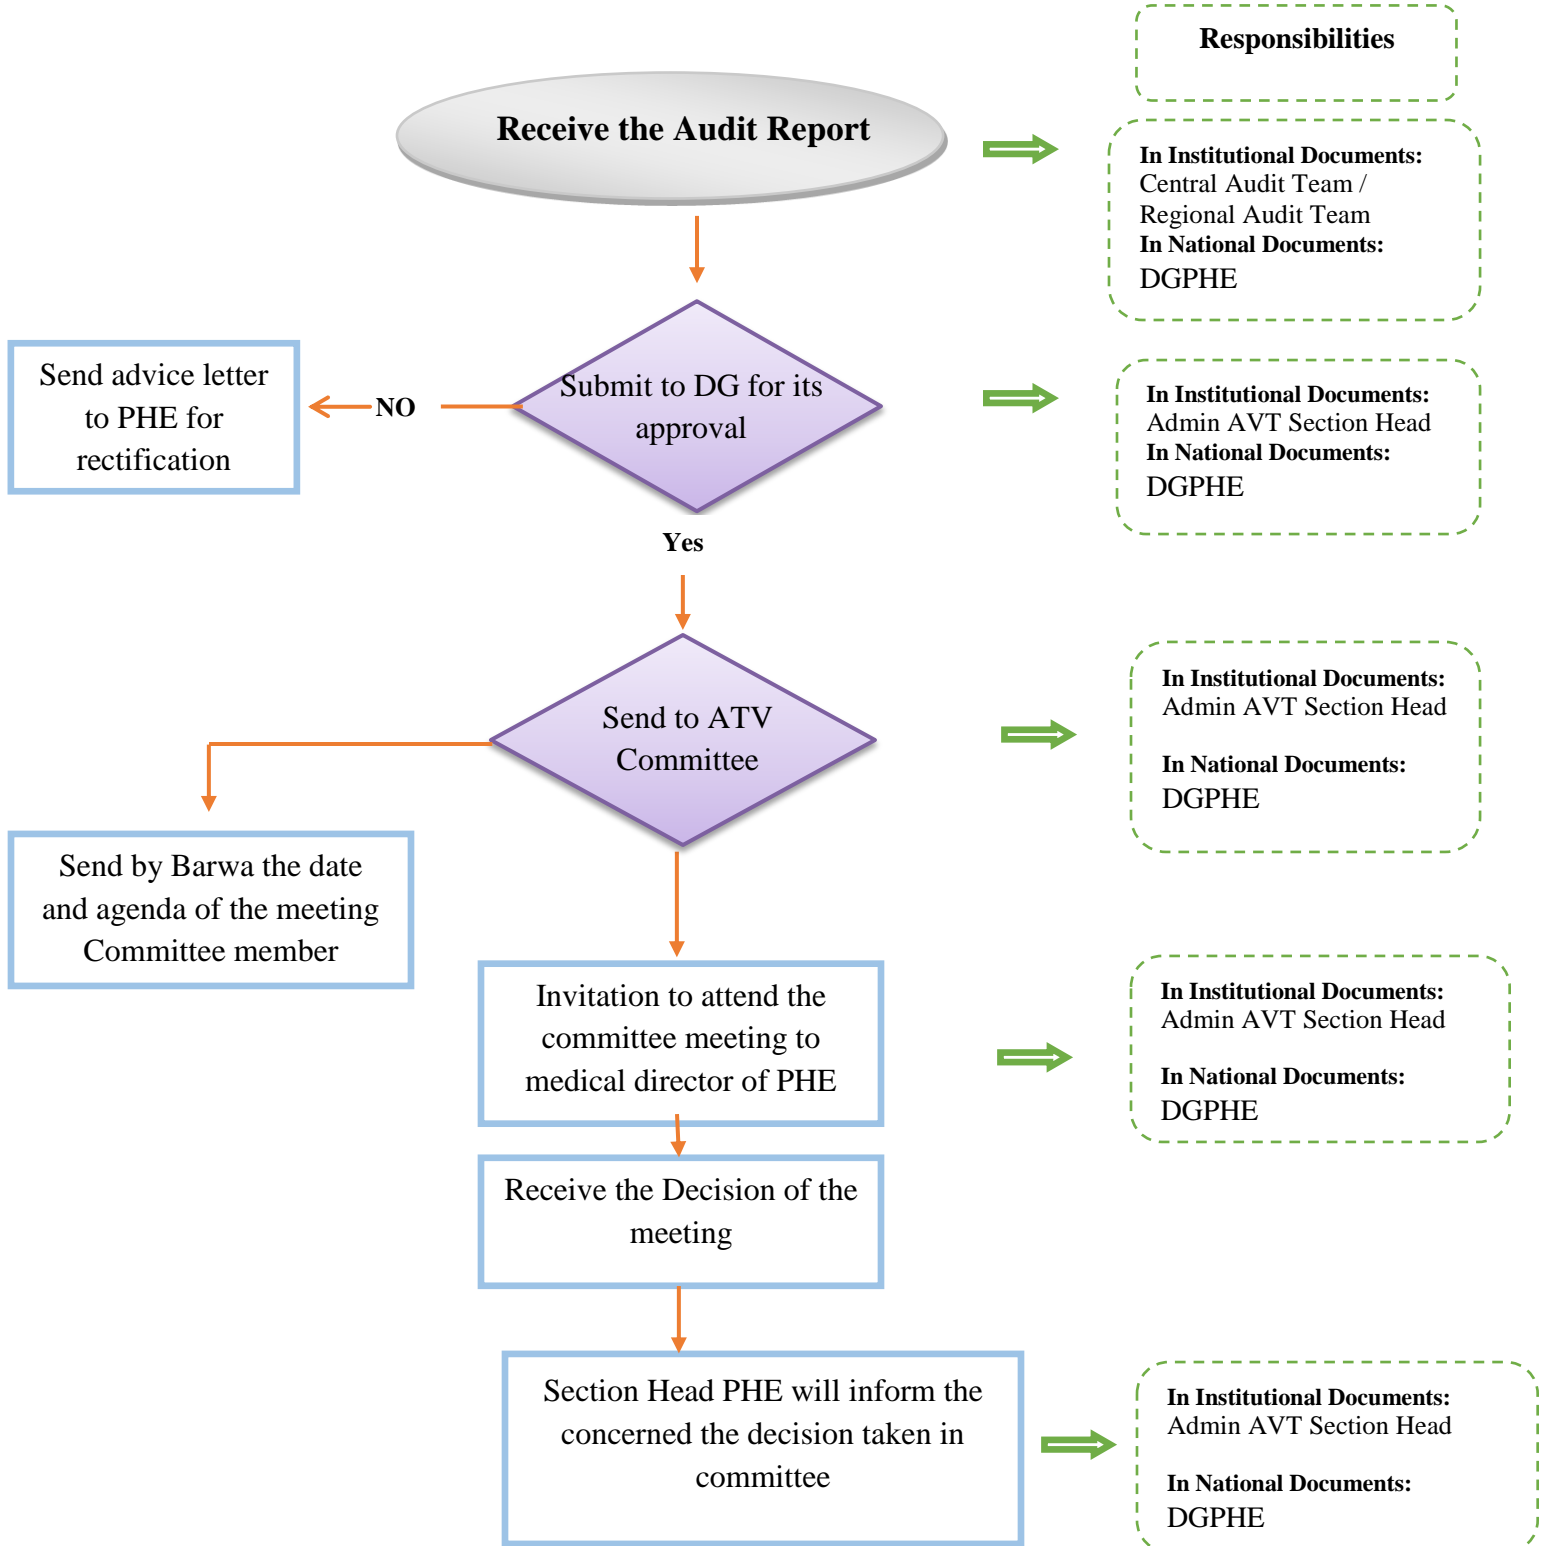 Responsibilities
Receive the Audit Report
In Institutional Documents:
Central Audit Team /
Regional Audit Team
In National Documents:
DGPHE
Send advice letter
to PHE for
rectification
NO
Submit to DG for its
approval
In Institutional Documents:
Admin AVT Section Head
In National Documents:
DGPHE
Yes
Send to ATV
Committee
In Institutional Documents:
Admin AVT Section Head
In National Documents:
DGPHE
Send by Barwa the date
and agenda of the meeting
Committee member
Invitation to attend the
committee meeting to
medical director of PHE
In Institutional Documents:
Admin AVT Section Head
In National Documents:
DGPHE
Receive the Decision of the
meeting
Section Head PHE will inform the
concerned the decision taken in
committee
In Institutional Documents:
Admin AVT Section Head
In National Documents:
DGPHE